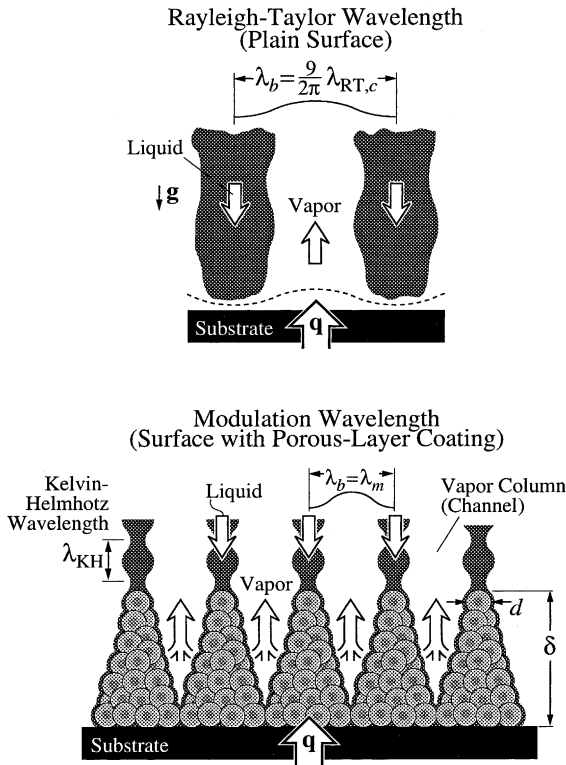 Rayleigh-Taylor Wavelength
(Plain Surface)
λb = 9/2π λRT,c
Liquid
g
Vapor
Substrate
q
Modulation Wavelength
(Surface with Porous-Layer Coating)
Kelvin-
Helmhotz
Wavelength
λKH
Liquid
λb = λm
Vapor Column
(Channel)
Vapor
d
δ
Substrate
q